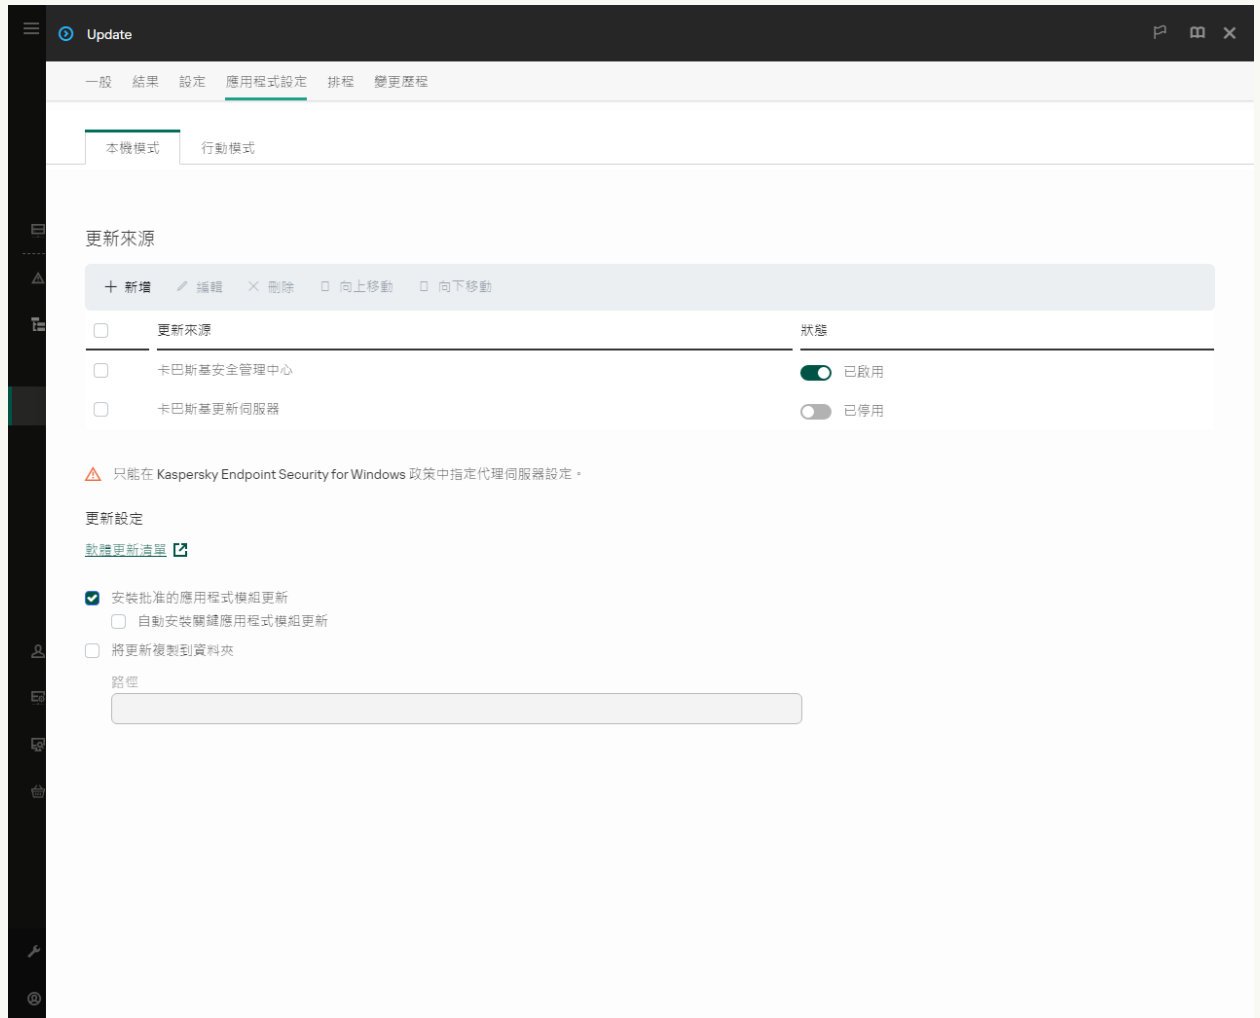 Update
一般 結果 設定 應用程式設定 排程 變更歷程
本機模式 行動模式
更新來源
新增 編輯 刪除 向上移動 向下移動
更新來源 狀態
卡巴斯基安全管理中心 已啟用
卡巴斯基更新伺服器 已停用
只能在 Kaspersky Endpoint Security for Windows 政策中指定代理伺服器設定。
更新設定
軟體更新清單
安裝批准的應用程式模組更新
自動安裝關鍵應用程式模組更新
將更新複製到資料夾
路徑